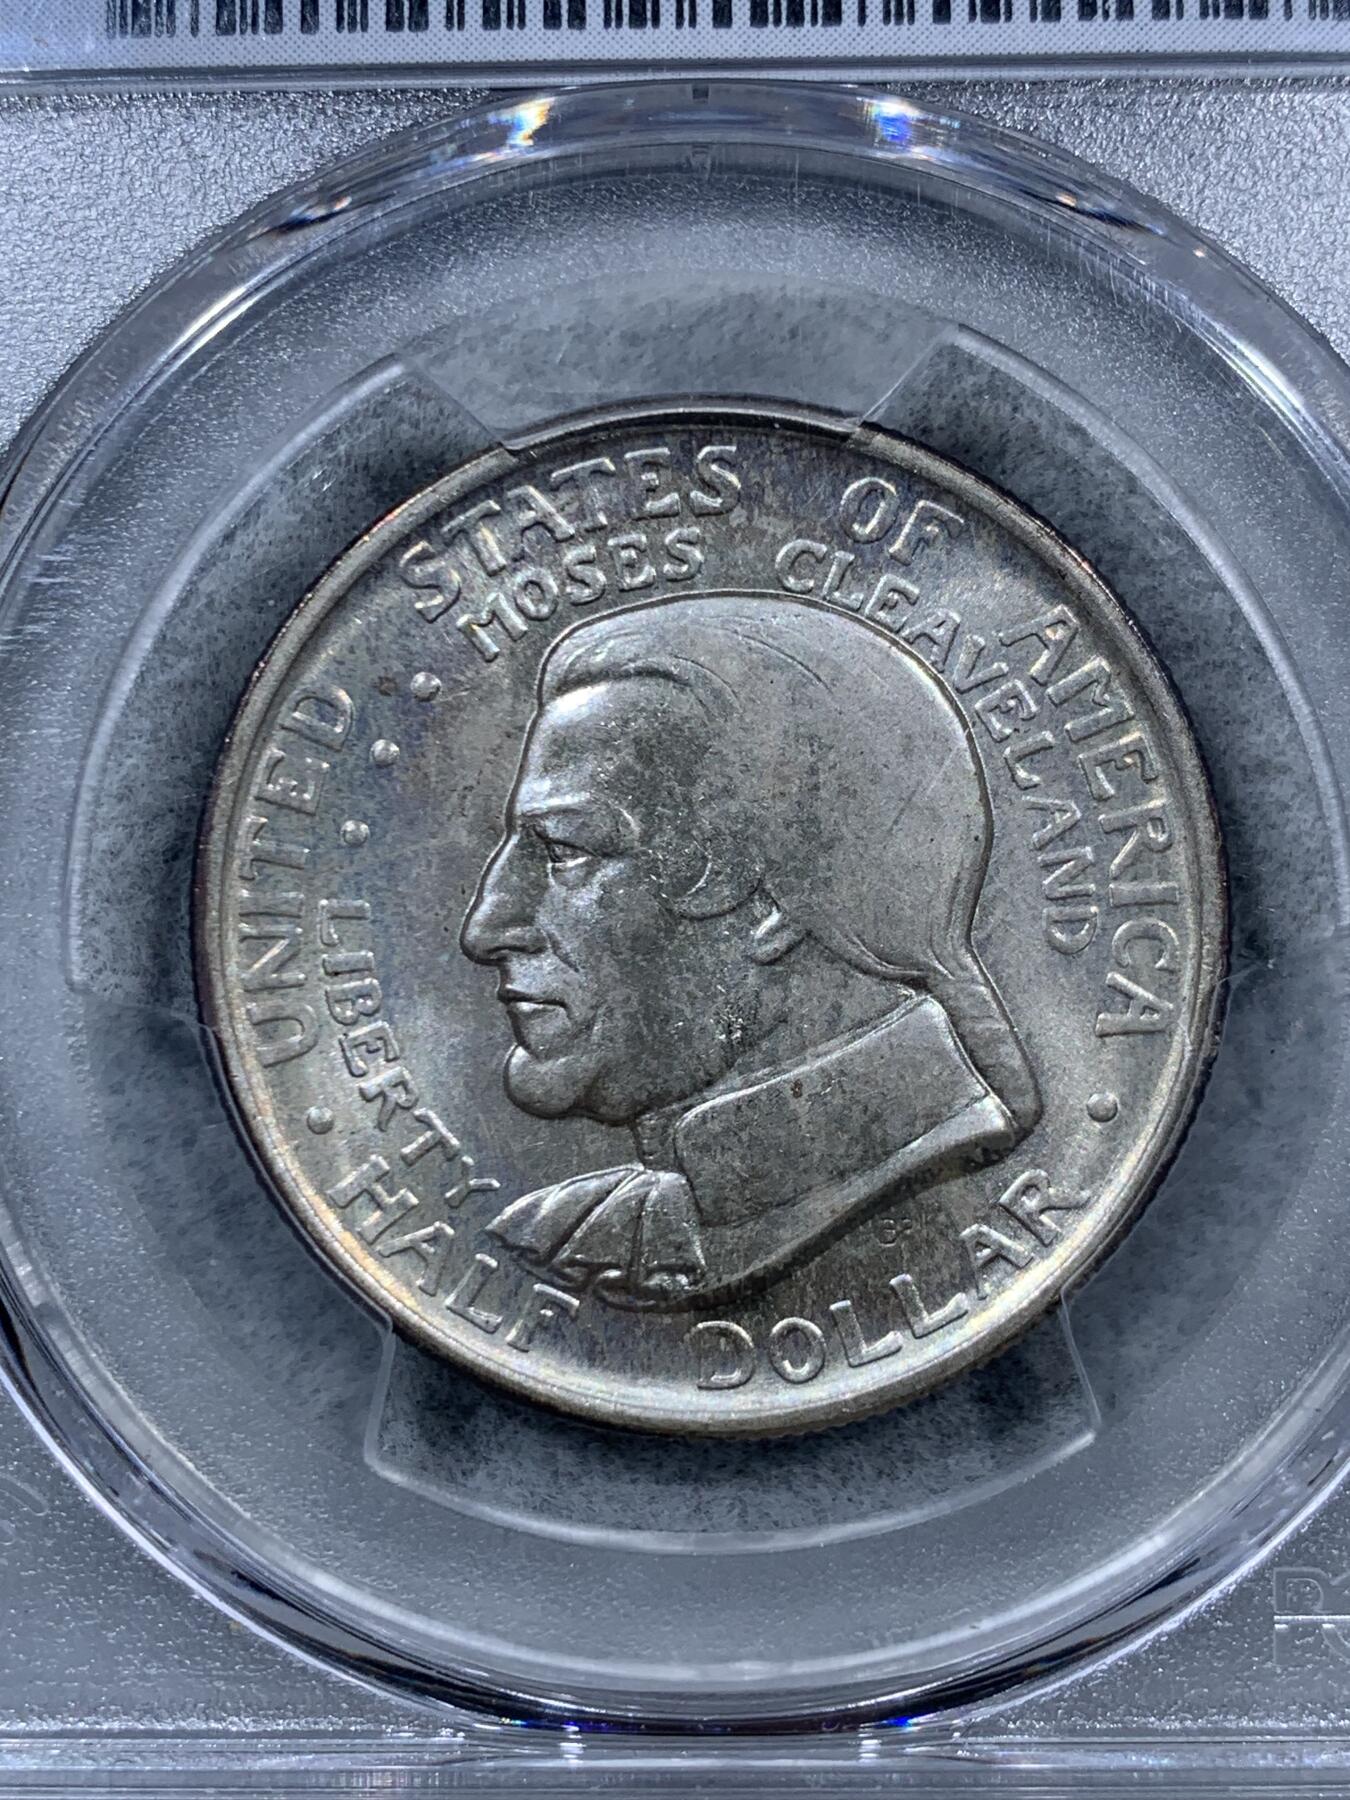 UNITED STATES OF AMERICA
MOSES CLEAVELAND
LIBERTY
HALF DOLLAR